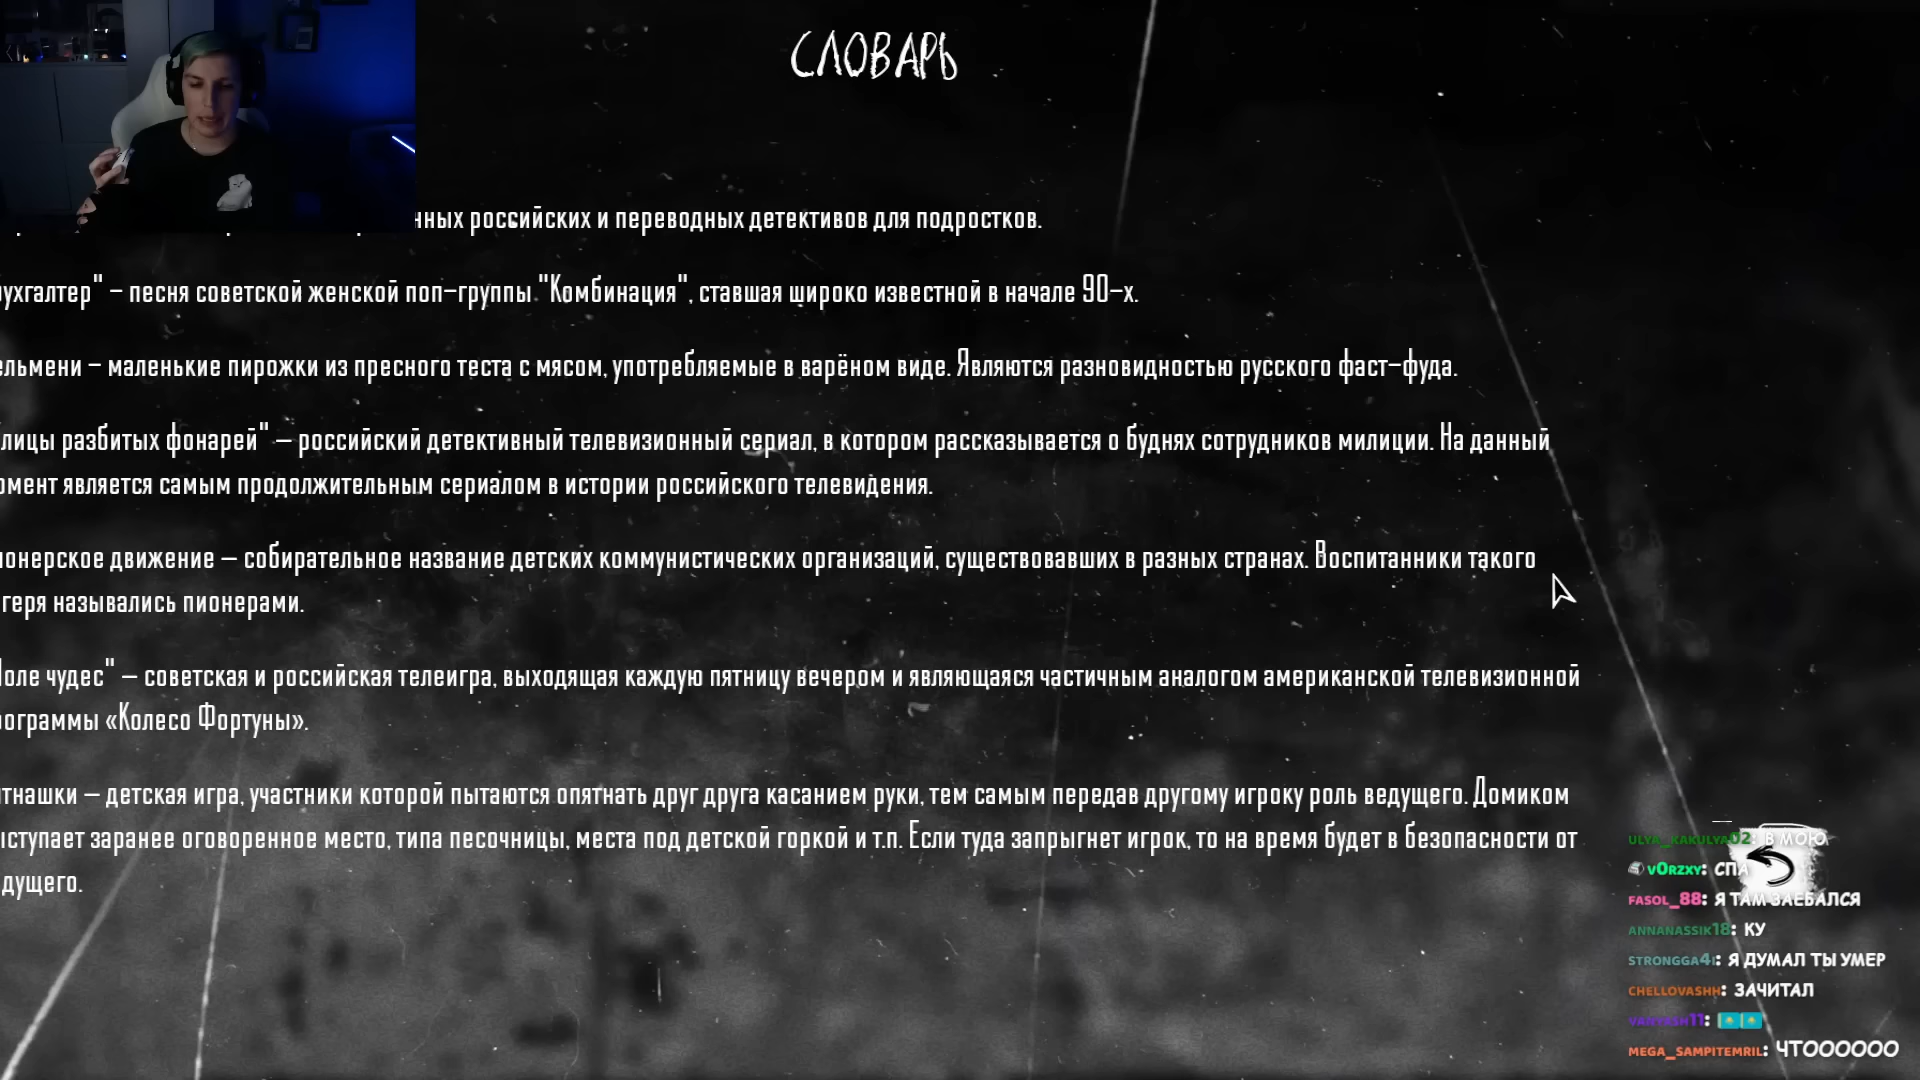 СЛОВАРЬ
нных российских и переводных детективов для подростков.
ухгалтер" – песня советской женской поп–группы "Комбинация", ставшая широко известной в начале 90–х.
ельмени – маленькие пирожки из пресного теста с мясом, употребляемые в варёном виде. Являются разновидностью русского фаст–фуда.
лицы разбитых фонарей" – российский детективный телевизионный сериал, в котором рассказывается о буднях сотрудников милиции. На данный
омент является самым продолжительным сериалом в истории российского телевидения.
ионерское движение – собирательное название детских коммунистических организаций, существовавших в разных странах. Воспитанники такого
геря назывались пионерами.
Поле чудес" – советская и российская телеигра, выходящая каждую пятницу вечером и являющаяся частичным аналогом американской телевизионной
рограммы «Колесо Фортуны».
тнашки – детская игра, участники которой пытаются опятнать друг друга касанием руки, тем самым передав другому игроку роль ведущего. Домиком
ыступает заранее оговоренное место, типа песочницы, места под детской горкой и т.п. Если туда запрыгнет игрок, то на время будет в безопасности от
дущего.
ULYA_KAKULYA02: В МОЮ
V0RZXY: СПА
FASOL_88: Я ТАМ ЗАЕБАЛСЯ
ANNANASSIK18: КУ
STRONGGA4I: Я ДУМАЛ ТЫ УМЕР
CHELLOVASHH: ЗАЧИТАЛ
MEGA_SAMPITEMRIL: ЧТОООООО